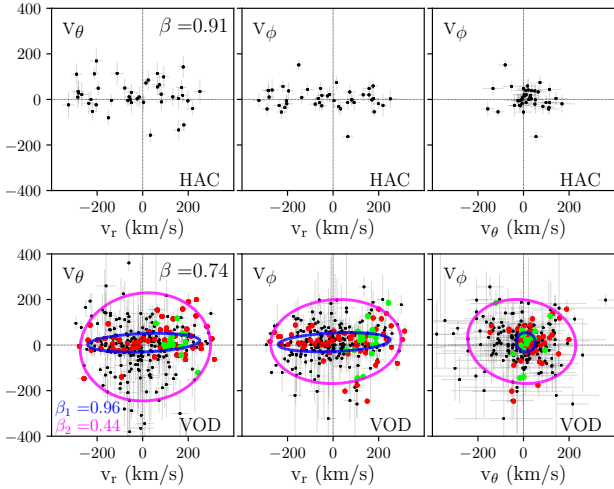 400
200
0
−200
−400
v_θ β = 0.91
HAC
v_ϕ
HAC
v_ϕ
HAC
−200 0 200
−200 0 200
−200 0 200
v_r (km/s)
v_r (km/s)
v_θ (km/s)
400
200
0
−200
−400
v_θ β = 0.74
β_1 = 0.96
β_2 = 0.44
VOD
v_ϕ
VOD
v_ϕ
VOD
−200 0 200
−200 0 200
−200 0 200
v_r (km/s)
v_r (km/s)
v_θ (km/s)